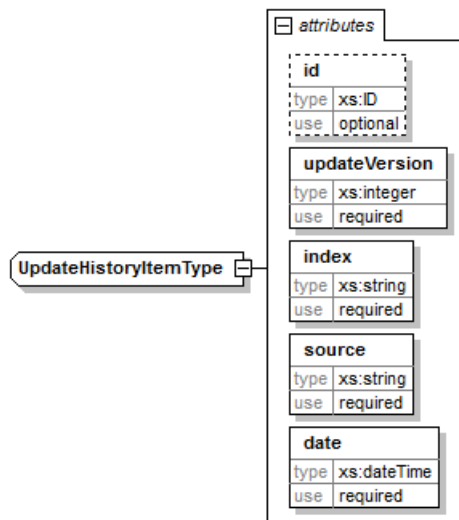 attributes
id
type xs:ID
use optional
updateVersion
type xs:integer
use required
UpdateHistoryItemType
index
type xs:string
use required
source
type xs:string
use required
date
type xs:dateTime
use required